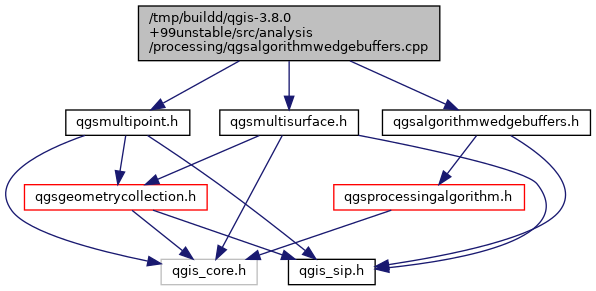 /tmp/buildd/qgis-3.8.0
+99unstable/src/analysis
/processing/qgsalgorithmwedgebuffers.cpp
qgsmultipoint.h
qgsmultisurface.h
qgsalgorithmwedgebuffers.h
qgsgeometrycollection.h
qgsprocessingalgorithm.h
qgis_core.h
qgis_sip.h